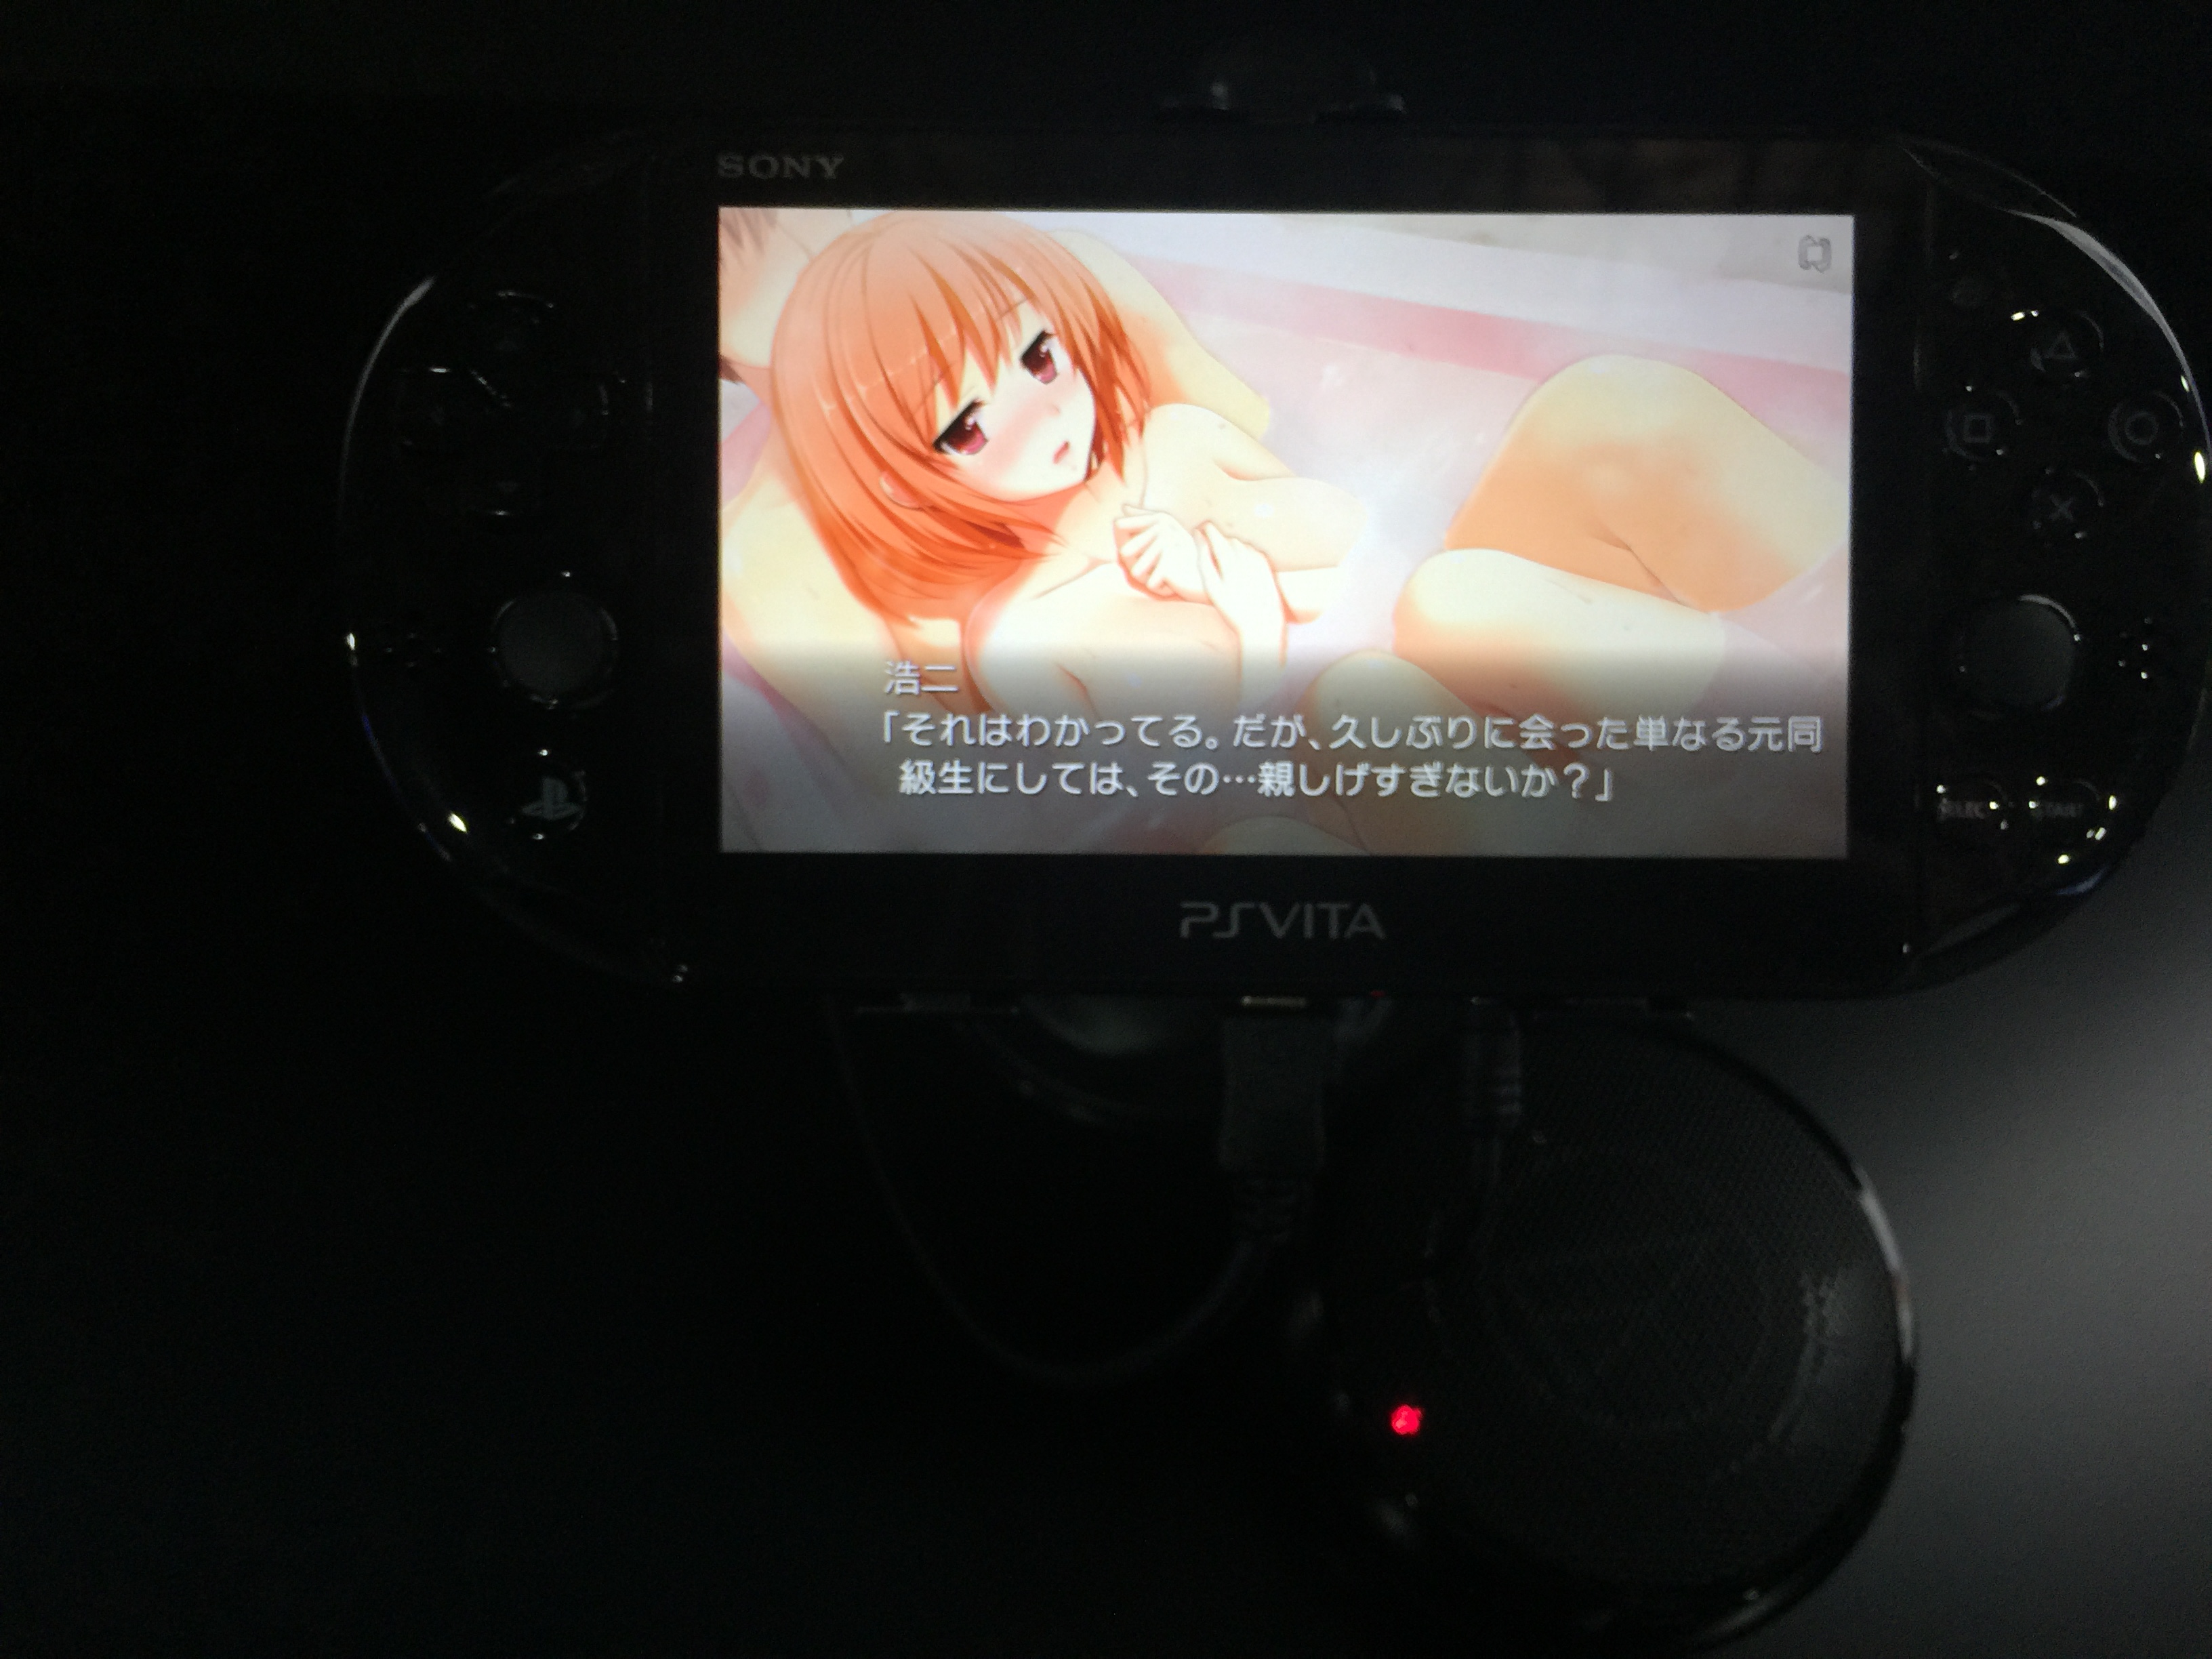 SONY
浩二
「それはわかってる。だが、久しぶりに会った単なる元同
級生にしては、その…親しげすぎないか？」
PSVITA